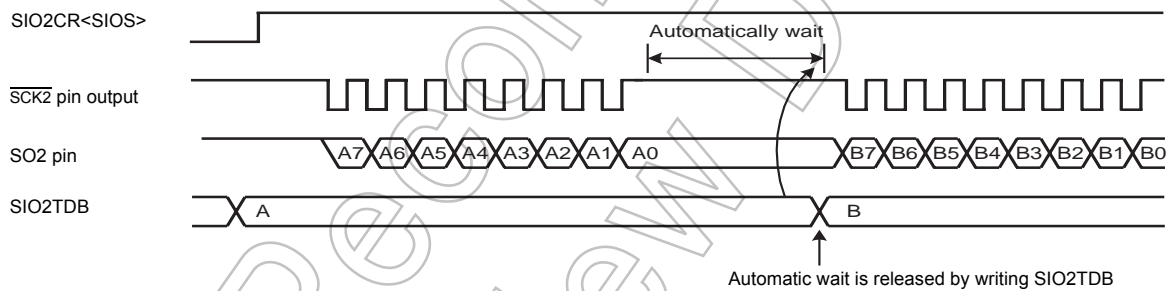 SIO2CR<SIOS>
Automatically wait
SCK2 pin output
SO2 pin
A7 A6 A5 A4 A3 A2 A1 A0 B7 B6 B5 B4 B3 B2 B1 B0
SIO2TDB
A B
Automatic wait is released by writing SIO2TDB